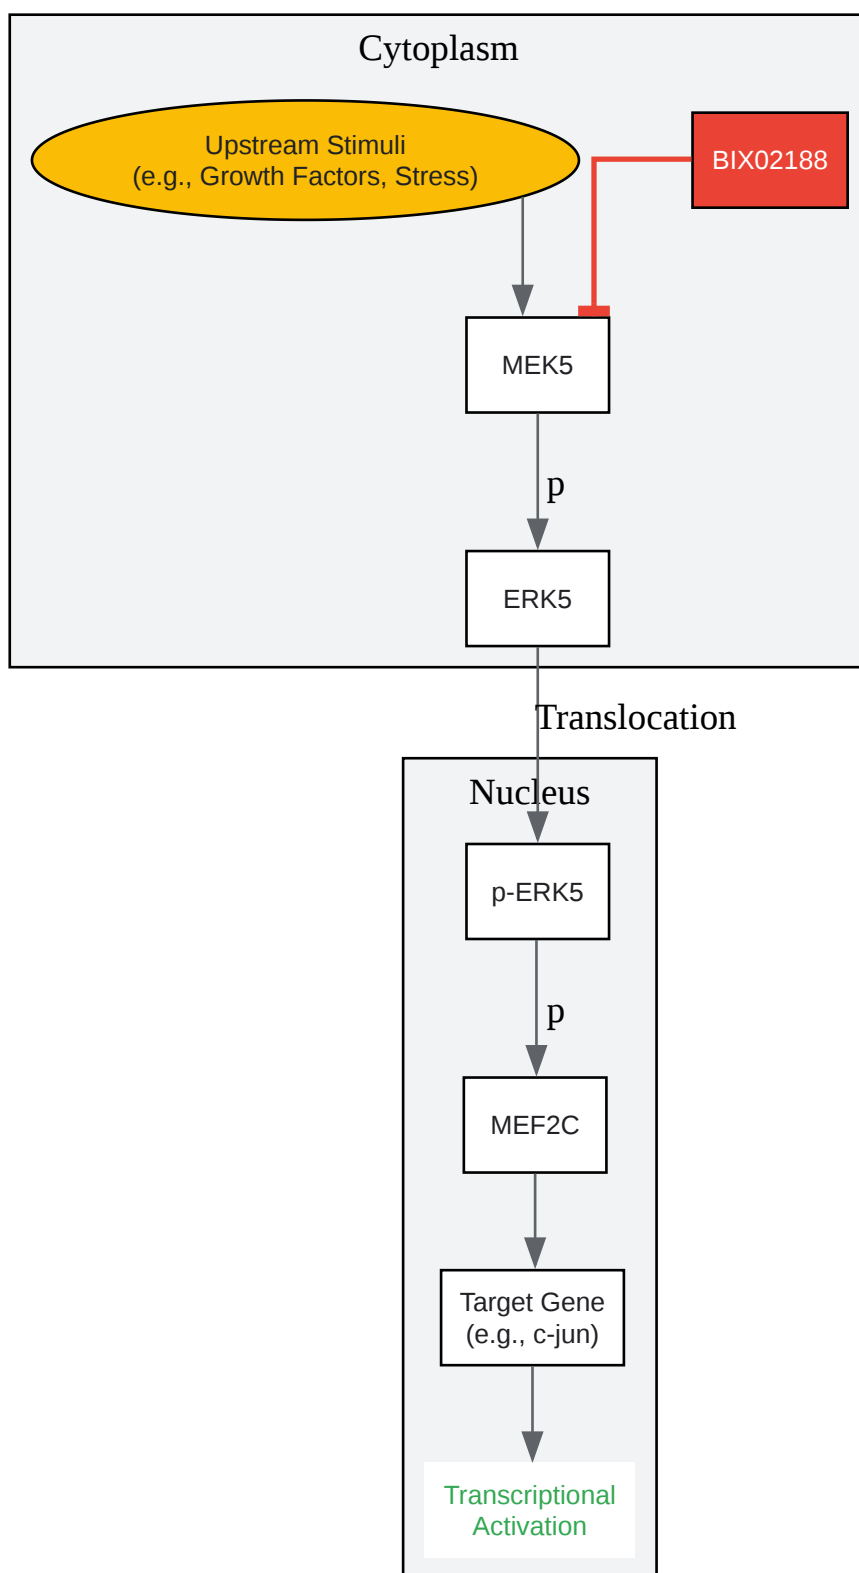 Cytoplasm
Upstream Stimuli
(e.g., Growth Factors, Stress)
BIX02188
MEK5
p
ERK5
Translocation
Nucleus
p-ERK5
p
MEF2C
Target Gene
(e.g., c-jun)
Transcriptional
Activation